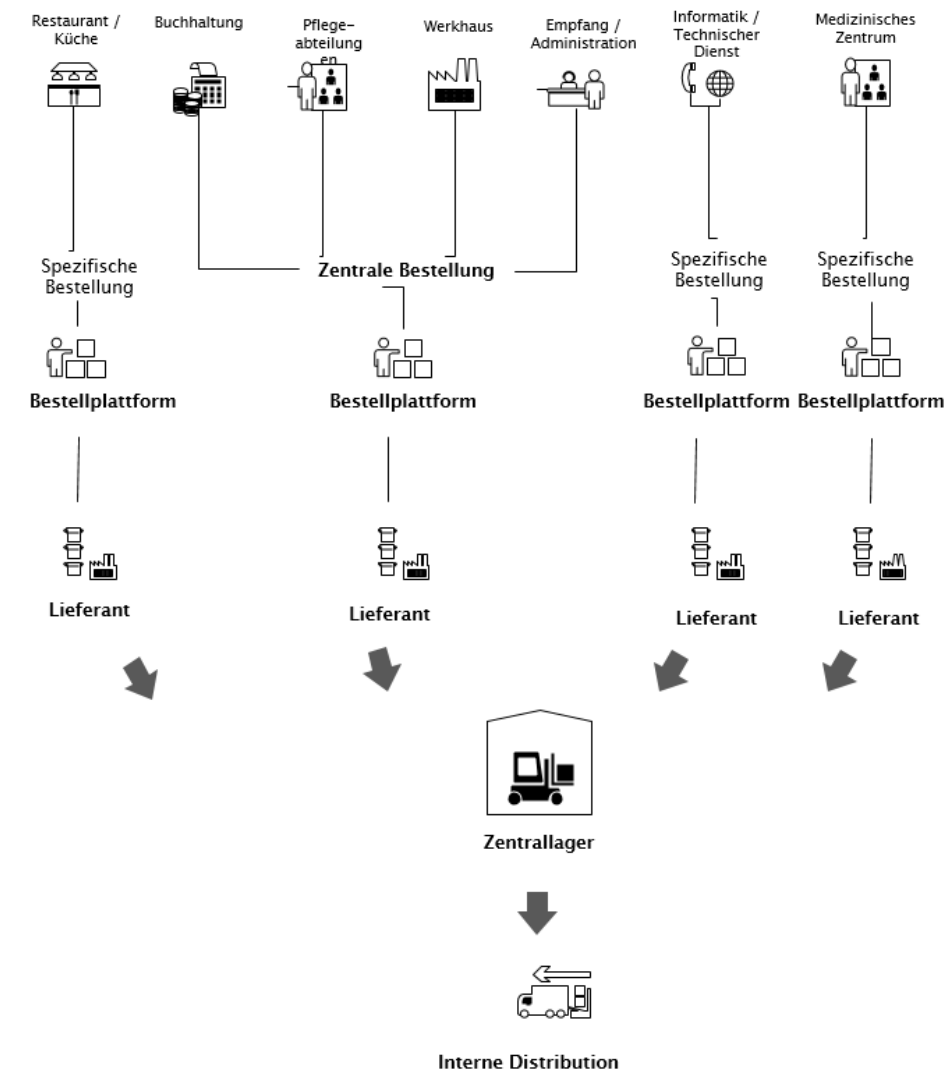 Restaurant /
Küche
Buchhaltung
Pflege-
abteilung
en
Werkhaus
Empfang /
Administration
Informatik /
Technischer
Dienst
Medizinisches
Zentrum
Spezifische
Bestellung
Zentrale Bestellung
Spezifische
Bestellung
Spezifische
Bestellung
Bestellplattform
Bestellplattform
Bestellplattform
Bestellplattform
Lieferant
Lieferant
Lieferant
Lieferant
Zentrallager
Interne Distribution